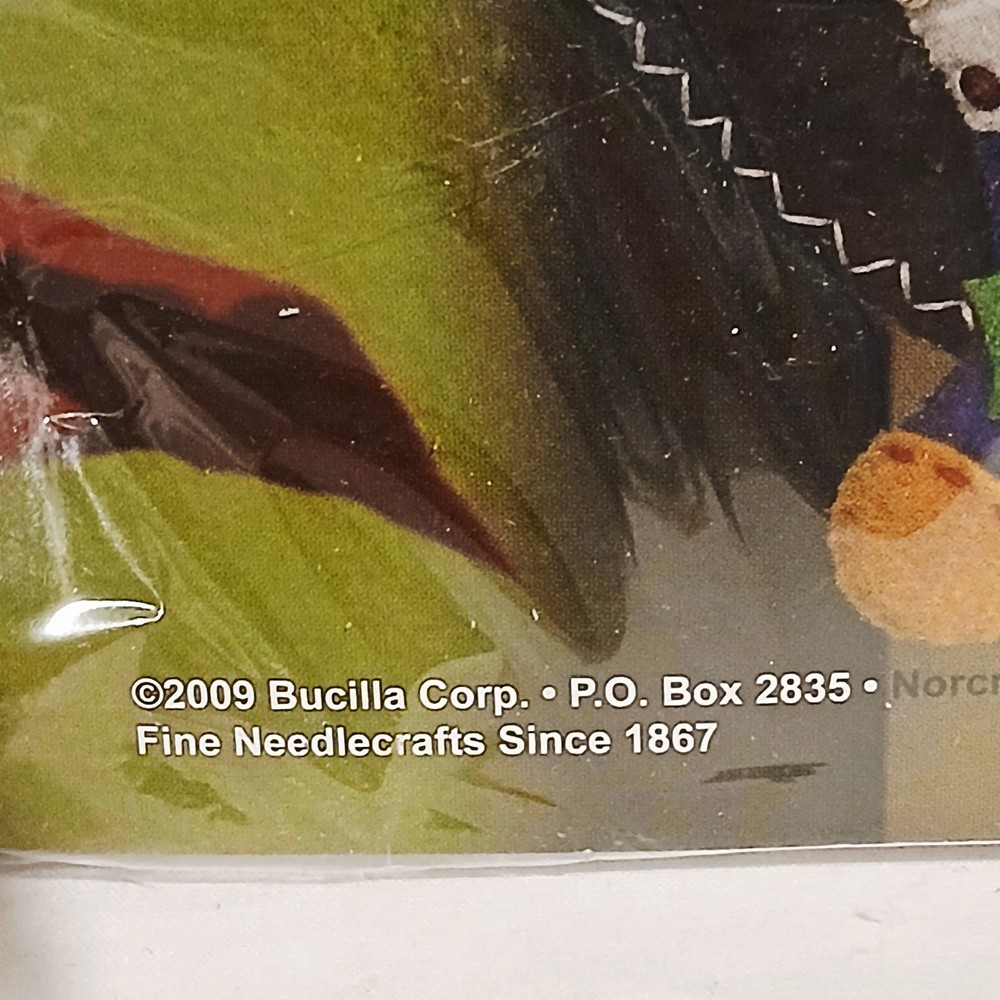 ©2009 Bucilla Corp. • P.O. Box 2835 •
Fine Needlecrafts Since 1867